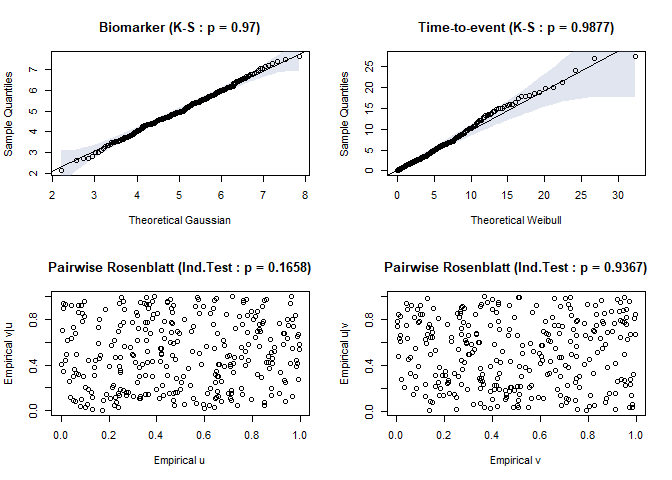 Biomarker (K-S : p = 0.97)
Sample Quantiles
2 3 4 5 6 7
2 3 4 5 6 7 8
Theoretical Gaussian
Time-to-event (K-S : p = 0.9877)
Sample Quantiles
0 5 10 15 20 25
0 5 10 15 20 25 30
Theoretical Weibull
Pairwise Rosenblatt (Ind.Test : p = 0.1658)
Empirical v|u
0.0 0.4 0.8
0.0 0.2 0.4 0.6 0.8 1.0
Empirical u
Pairwise Rosenblatt (Ind.Test : p = 0.9367)
Empirical u|v
0.0 0.4 0.8
0.0 0.2 0.4 0.6 0.8 1.0
Empirical v